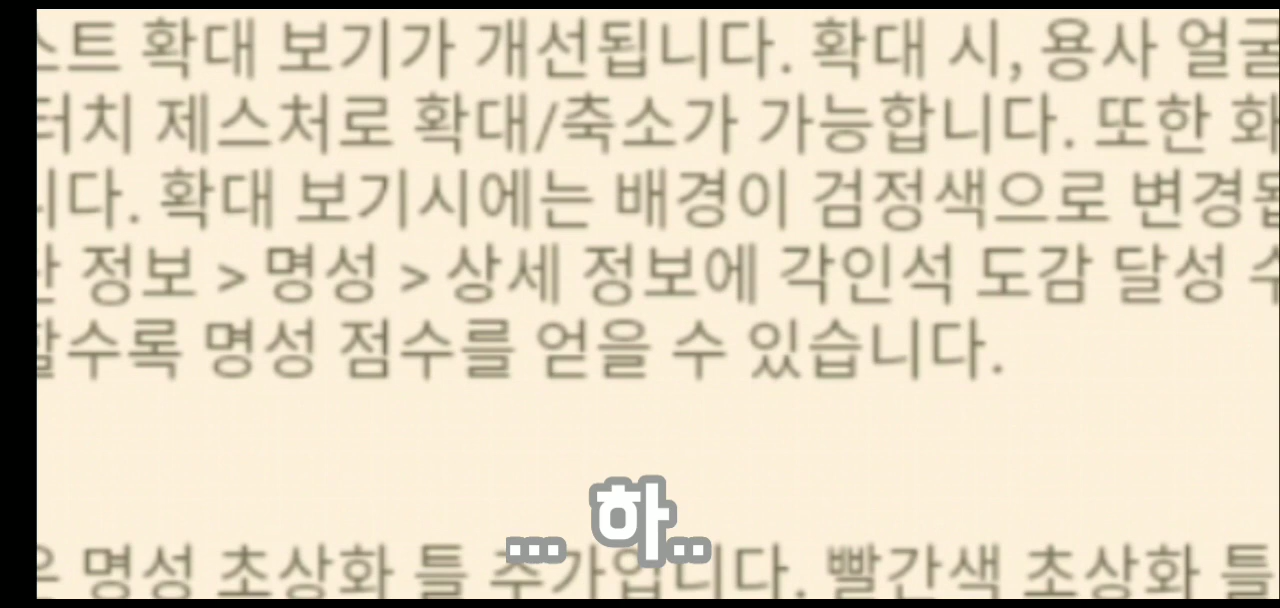 스트 확대 보기가 개선됩니다. 확대 시, 용사 얼굴
터치 제스처로 확대/축소가 가능합니다. 또한 화
니다. 확대 보기시에는 배경이 검정색으로 변경됩
정보 > 명성 > 상세 정보에 각인석 도감 달성 수
할수록 명성 점수를 얻을 수 있습니다.
... 하..
명성 초상화 틀 추가입니다. 빨간색 초상화 틀